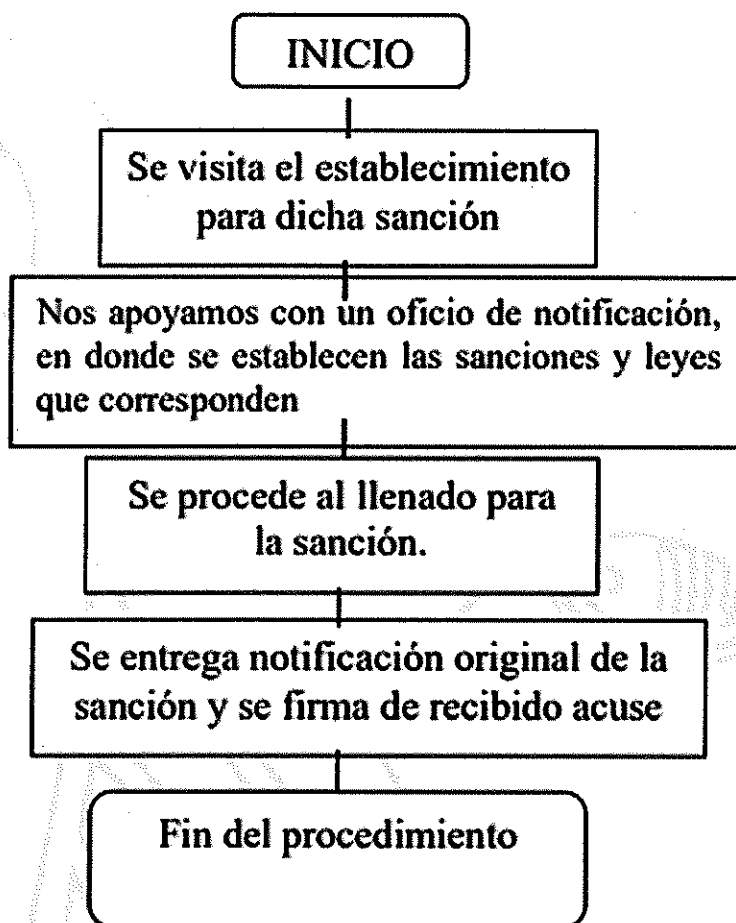 INICIO
Se visita el establecimiento
para dicha sanción
Nos apoyamos con un oficio de notificación,
en donde se establecen las sanciones y leyes
que corresponden
Se procede al llenado para
la sanción.
Se entrega notificación original de la
sanción y se firma de recibido acuse
Fin del procedimiento